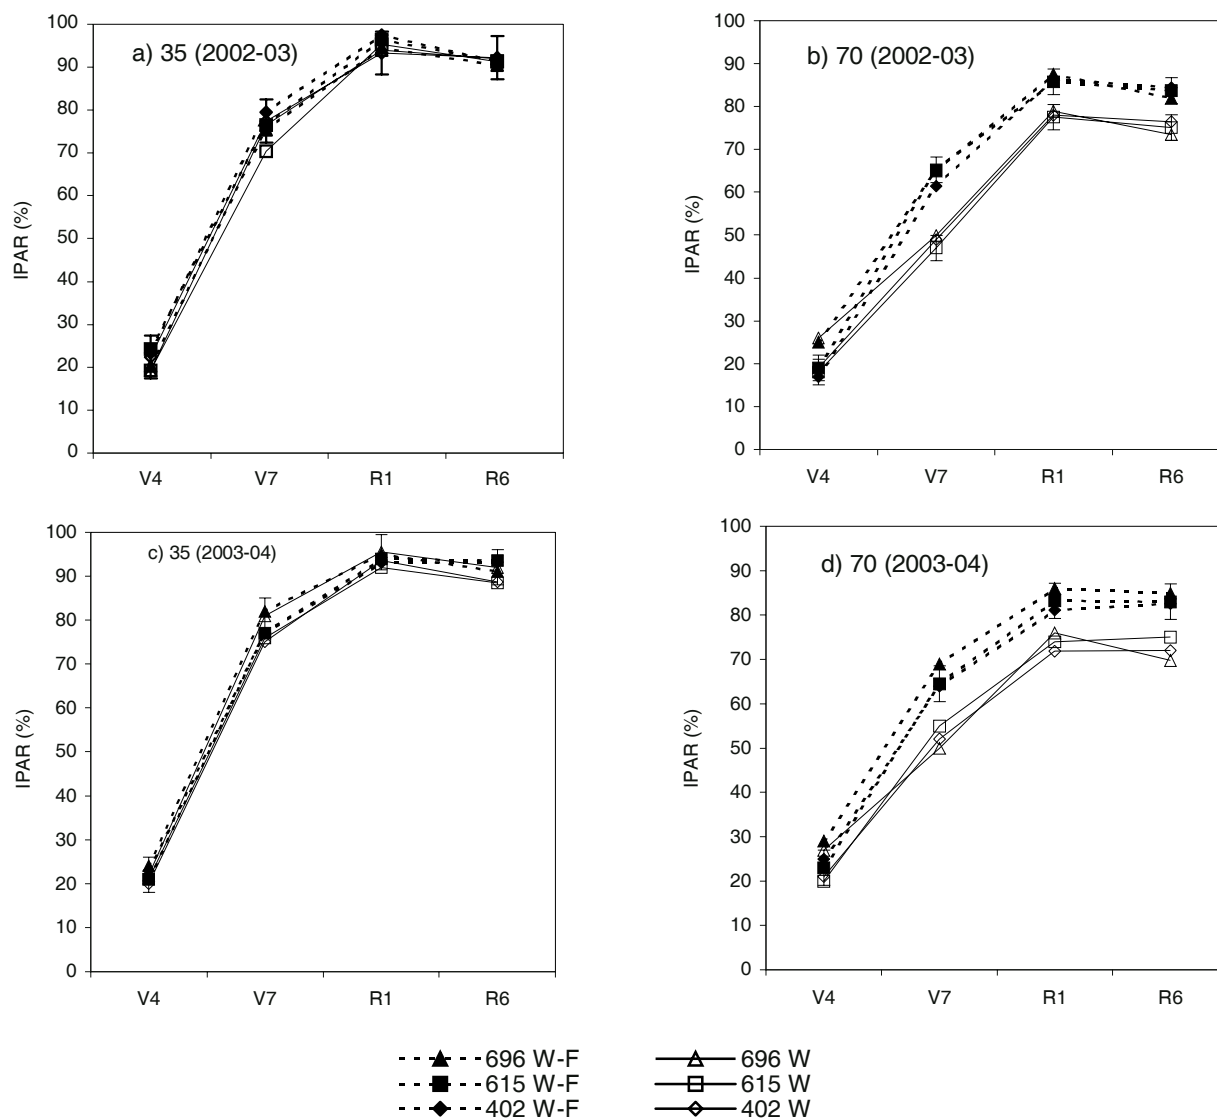 a) 35 (2002-03)
IPAR (%)
100
90
80
70
60
50
40
30
20
10
0
V4 V7 R1 R6
b) 70 (2002-03)
IPAR (%)
100
90
80
70
60
50
40
30
20
10
0
V4 V7 R1 R6
c) 35 (2003-04)
IPAR (%)
100
90
80
70
60
50
40
30
20
10
0
V4 V7 R1 R6
d) 70 (2003-04)
IPAR (%)
100
90
80
70
60
50
40
30
20
10
0
V4 V7 R1 R6
696 W-F 696 W
615 W-F 615 W
402 W-F 402 W